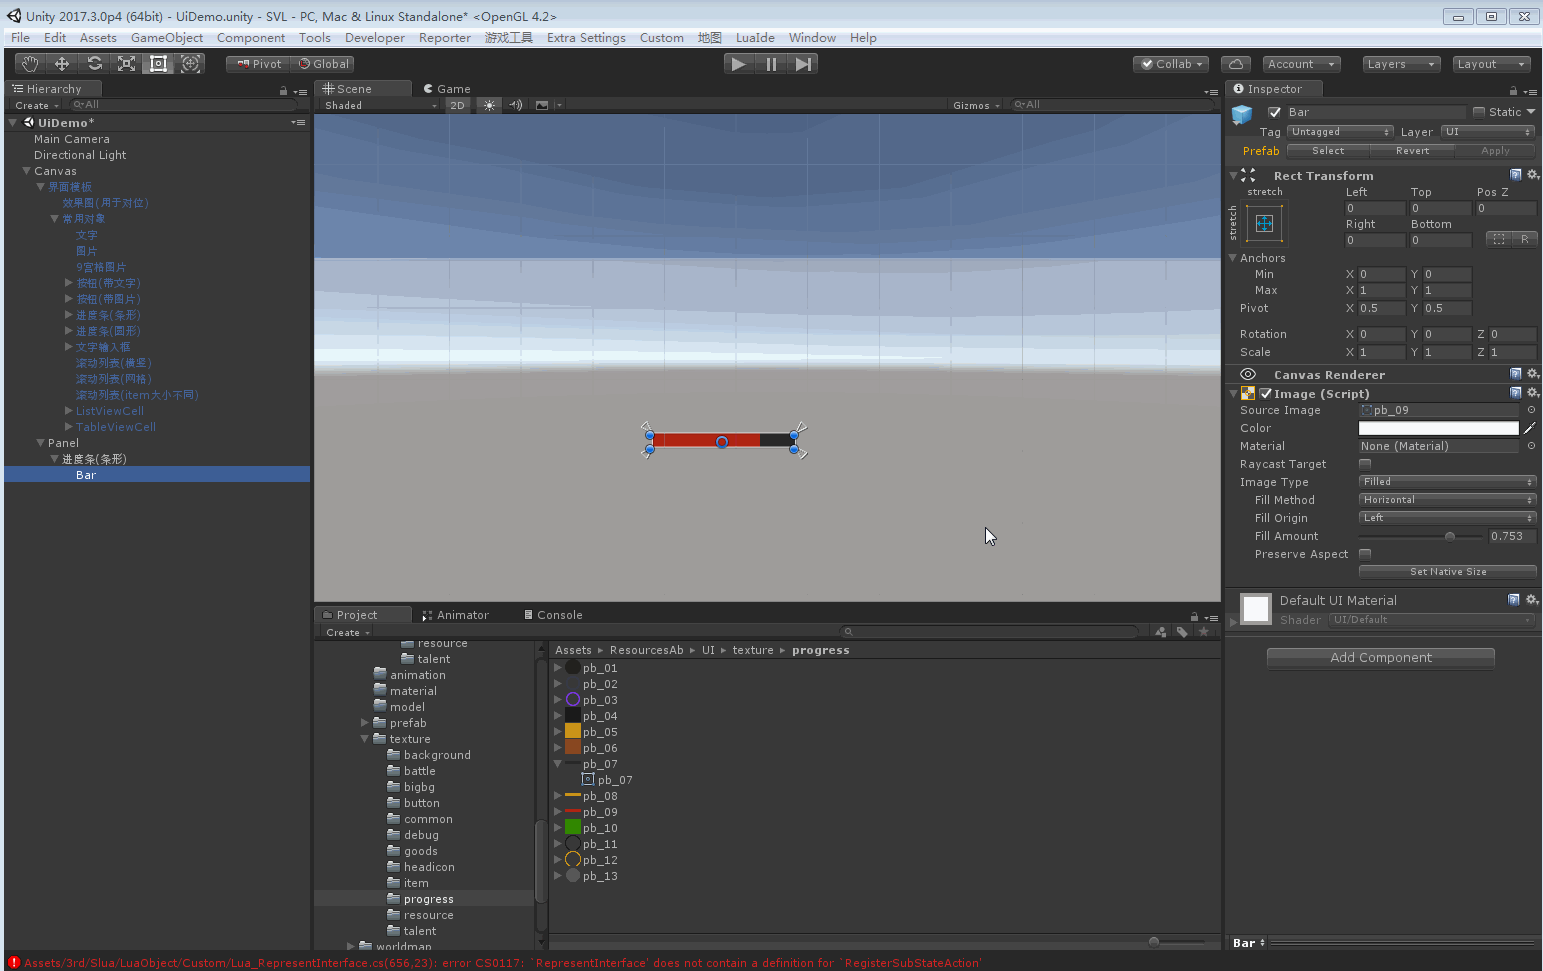 Unity 2017.3.0p4 (64bit) - UiDemo.unity - SVL - PC, Mac & Linux Standalone* <OpenGL 4.2>
File Edit Assets GameObject Component Tools Developer Reporter 游戏工具 Extra Settings Custom 地图 LuaIde Window Help
Pivot Global Collab Account Layers Layout
Hierarchy
Create All
UiDemo*
Main Camera
Directional Light
Canvas
界面模板
效果图(用于对位)
常用对象
文字
图片
9宫格图片
按钮(带文字)
按钮(带图片)
进度条(条形)
进度条(圆形)
文字输入框
滚动列表(横竖)
滚动列表(网格)
滚动列表(item大小不同)
ListViewCell
TableViewCell
Panel
进度条(条形)
Bar
Scene Game
Shaded 2D Gizmos All
Project Animator Console
Create
resource
talent
animation
material
model
prefab
texture
background
battle
bigbg
button
common
debug
goods
headicon
item
progress
resource
talent
worldmap
Assets ▸ ResourcesAb ▸ UI ▸ texture ▸ progress
pb_01
pb_02
pb_03
pb_04
pb_05
pb_06
pb_07
pb_07
pb_08
pb_09
pb_10
pb_11
pb_12
pb_13
Inspector
Bar Static
Tag Untagged Layer UI
Prefab Select Revert Apply
Rect Transform
stretch Left Top Pos Z
stretch
0 0 0
Right Bottom
0 0 R
Anchors
Min X 0 Y 0
Max X 1 Y 1
Pivot X 0.5 Y 0.5
Rotation X 0 Y 0 Z 0
Scale X 1 Y 1 Z 1
Canvas Renderer
Image (Script)
Source Image pb_09
Color
Material None (Material)
Raycast Target
Image Type Filled
Fill Method Horizontal
Fill Origin Left
Fill Amount 0.753
Preserve Aspect
Set Native Size
Default UI Material
Shader UI/Default
Add Component
Bar
Assets/3rd/Slua/LuaObject/Custom/Lua_RepresentInterface.cs(656,23): error CS0117: `RepresentInterface' does not contain a definition for `RegisterSubStateAction'